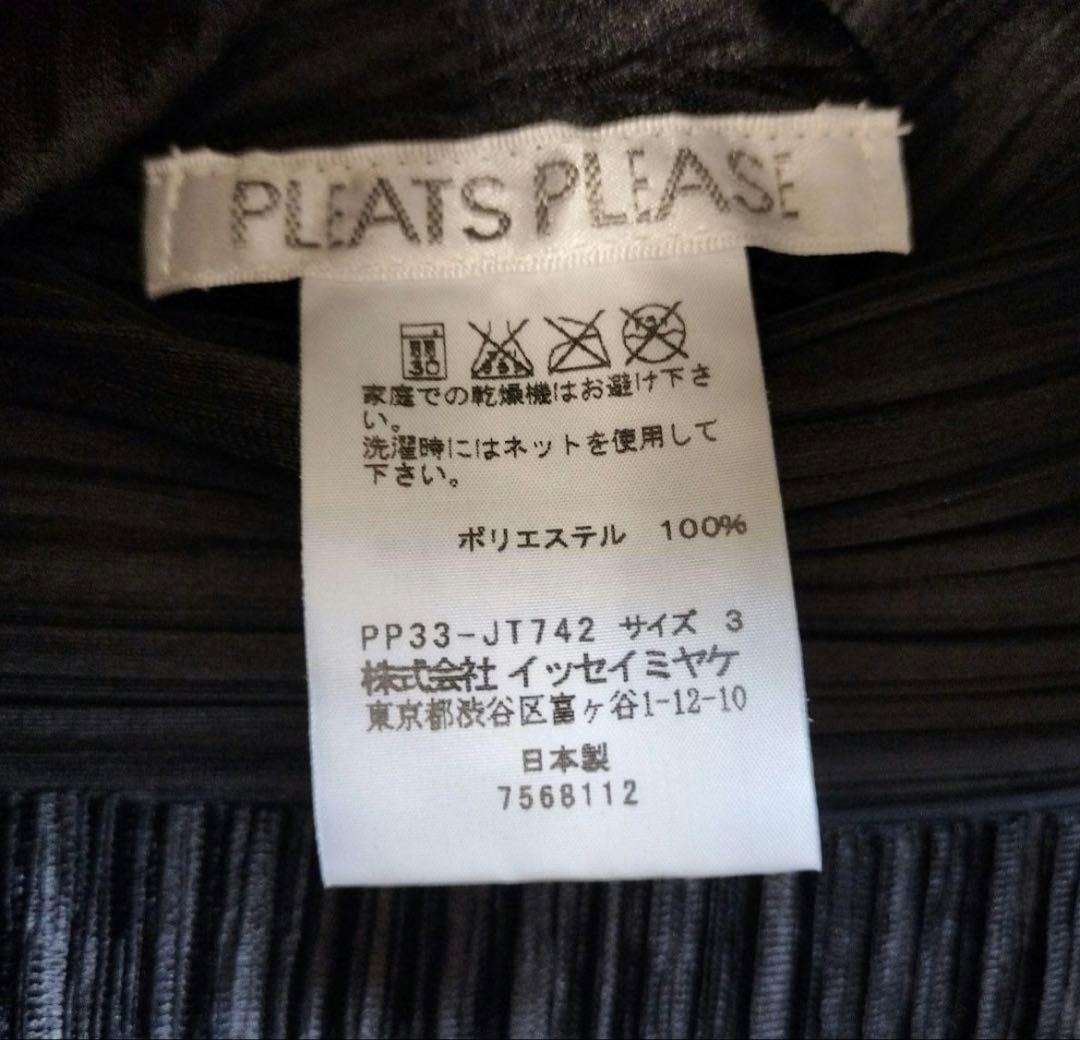 PLEATS PLEASE
30
家庭での乾燥機はお避け下さ
い。
洗濯時にはネットを使用して
下さい。
ポリエステル 100%
PP33-JT742 サイズ 3
株式会社 イッセイミヤケ
東京都渋谷区富ヶ谷1-12-10
日本製
7568112